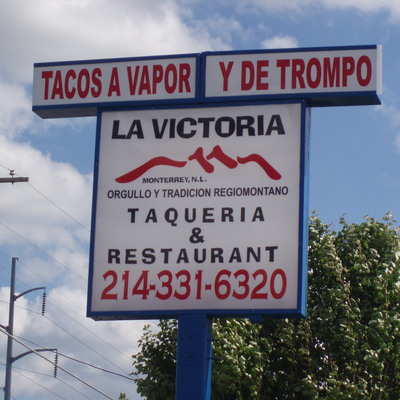 TACOS A VAPOR Y DE TROMPO
LA VICTORIA
MONTERREY, N.L.
ORGULLO Y TRADICION REGIOMONTANO
TAQUERIA
&
RESTAURANT
214-331-6320